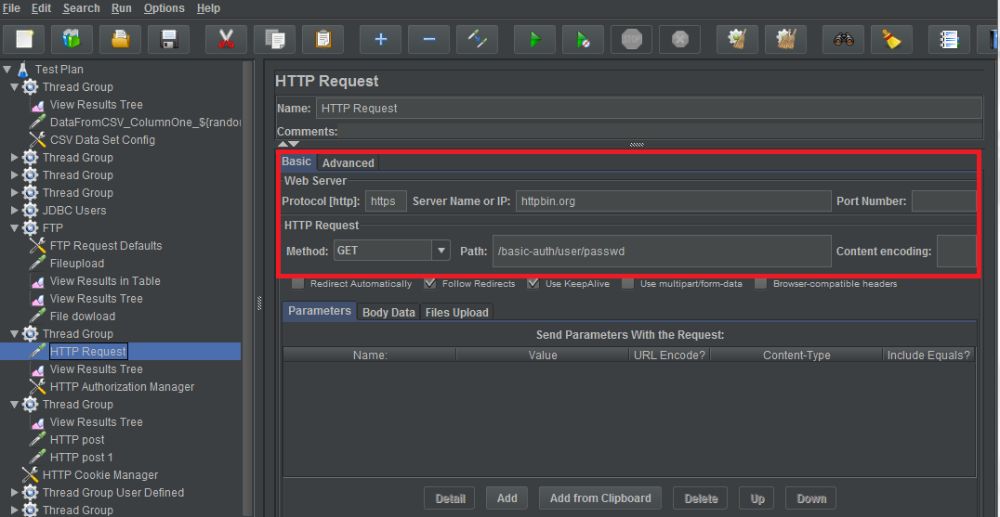 File Edit Search Run Options Help
STOP
Test Plan
Thread Group
View Results Tree
DataFromCSV_ColumnOne_${rando
CSV Data Set Config
Thread Group
Thread Group
Thread Group
JDBC Users
FTP
FTP Request Defaults
Fileupload
View Results in Table
View Results Tree
File dowload
Thread Group
HTTP Request
View Results Tree
HTTP Authorization Manager
Thread Group
View Results Tree
HTTP post
HTTP post 1
HTTP Cookie Manager
Thread Group User Defined
Thread Group
HTTP Request
Name: HTTP Request
Comments:
Basic Advanced
Web Server
Protocol [http]: https Server Name or IP: httpbin.org Port Number:
HTTP Request
Method: GET Path: /basic-auth/user/passwd Content encoding:
Redirect Automatically Follow Redirects Use KeepAlive Use multipart/form-data Browser-compatible headers
Parameters Body Data Files Upload
Send Parameters With the Request:
Name: Value URL Encode? Content-Type Include Equals?
Detail Add Add from Clipboard Delete Up Down